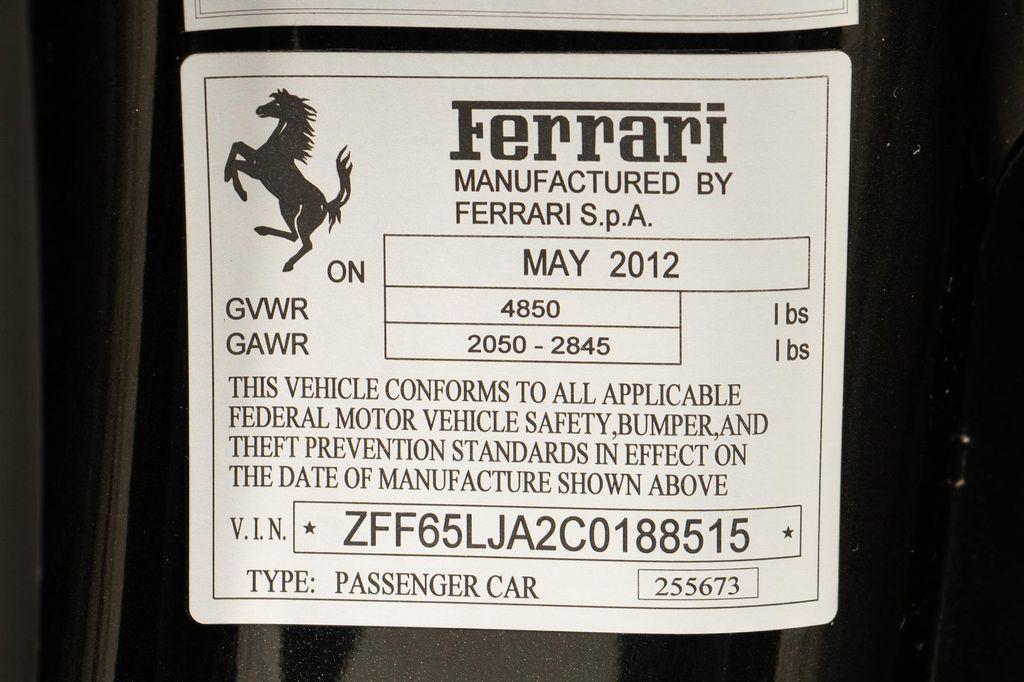 Ferrari
MANUFACTURED BY
FERRARI S.p.A.
ON MAY 2012
GVWR 4850 lbs
GAWR 2050 - 2845 lbs
THIS VEHICLE CONFORMS TO ALL APPLICABLE
FEDERAL MOTOR VEHICLE SAFETY,BUMPER,AND
THEFT PREVENTION STANDARDS IN EFFECT ON
THE DATE OF MANUFACTURE SHOWN ABOVE
V.I.N. ★ ZFF65LJA2C0188515 ★
TYPE: PASSENGER CAR 255673